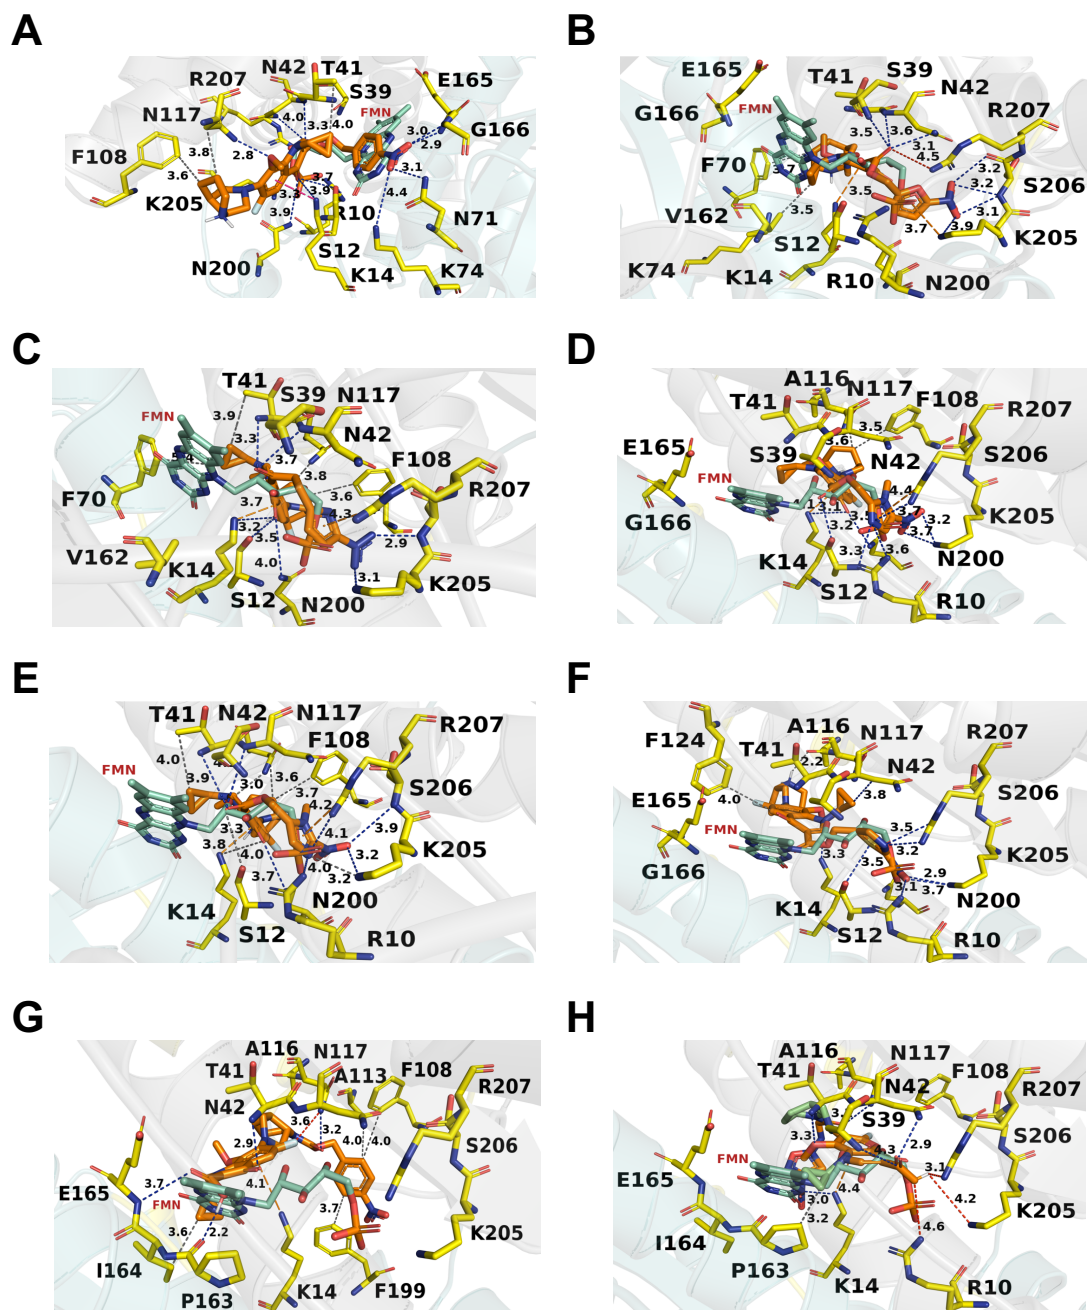 A
N42
T41
R207
S39
E165
N117
FMN
G166
F108
K205
R10
N71
S12
N200
K14
K74
4.0
3.3
4.0
3.0
2.9
3.8
2.8
3.1
3.6
3.7
3.9
4.4
3.3
3.9
B
E165
S39
T41
N42
FMN
R207
G166
F70
S206
V162
S12
K205
K74
K14
R10
N200
3.5
3.6
3.1
4.5
3.2
3.7
3.5
3.2
3.5
3.1
3.7
3.9
C
T41
S39
N117
FMN
N42
F108
F70
R207
V162
K14
K205
S12
N200
3.9
3.3
3.7
3.8
3.6
3.7
4.3
3.2
3.5
2.9
4.0
3.1
D
A116
N117
T41
F108
R207
E165
S39
N42
S206
FMN
G166
K205
K14
N200
S12
R10
3.5
3.6
4.4
3.1
3.7
3.2
3.2
3.7
3.3
3.6
E
T41
N42
N117
F108
R207
FMN
S206
K205
K14
S12
N200
R10
4.0
3.9
3.0
3.6
3.7
4.2
3.3
4.1
3.9
3.8
4.0
3.2
3.7
4.0
3.2
F
A116
N117
R207
F124
T41
N42
S206
E165
FMN
G166
K205
K14
N200
S12
R10
2.2
4.0
3.8
3.5
3.2
3.3
3.5
2.9
3.1
3.7
G
A116
N117
T41
A113
F108
R207
N42
S206
E165
FMN
K205
I164
P163
K14
F199
3.6
3.2
2.9
4.0
4.0
3.7
4.1
3.6
2.2
3.7
H
A116
N117
T41
N42
F108
S39
R207
S206
E165
FMN
K205
I164
P163
K14
R10
3.3
2.9
4.3
3.1
4.4
3.0
4.2
3.2
4.6